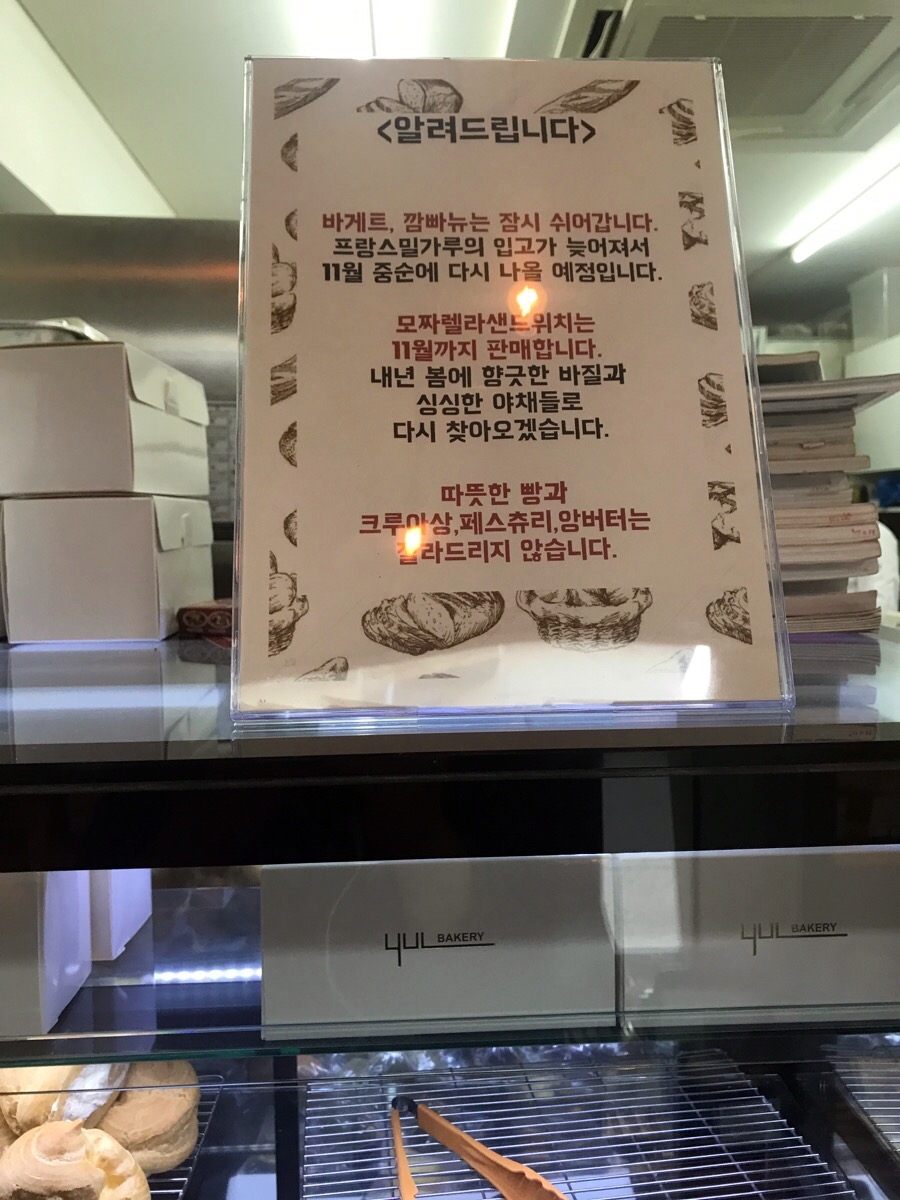 <알려드립니다>
바게트, 깜빠뉴는 잠시 쉬어갑니다.
프랑스밀가루의 입고가 늦어져서
11월 중순에 다시 나올 예정입니다.
모짜렐라샌드위치는
11월까지 판매합니다.
내년 봄에 향긋한 바질과
싱싱한 야채들로
다시 찾아오겠습니다.
따뜻한 빵과
크루아상,페스츄리,앙버터는
잘라드리지 않습니다.
yul BAKERY
yul BAKERY